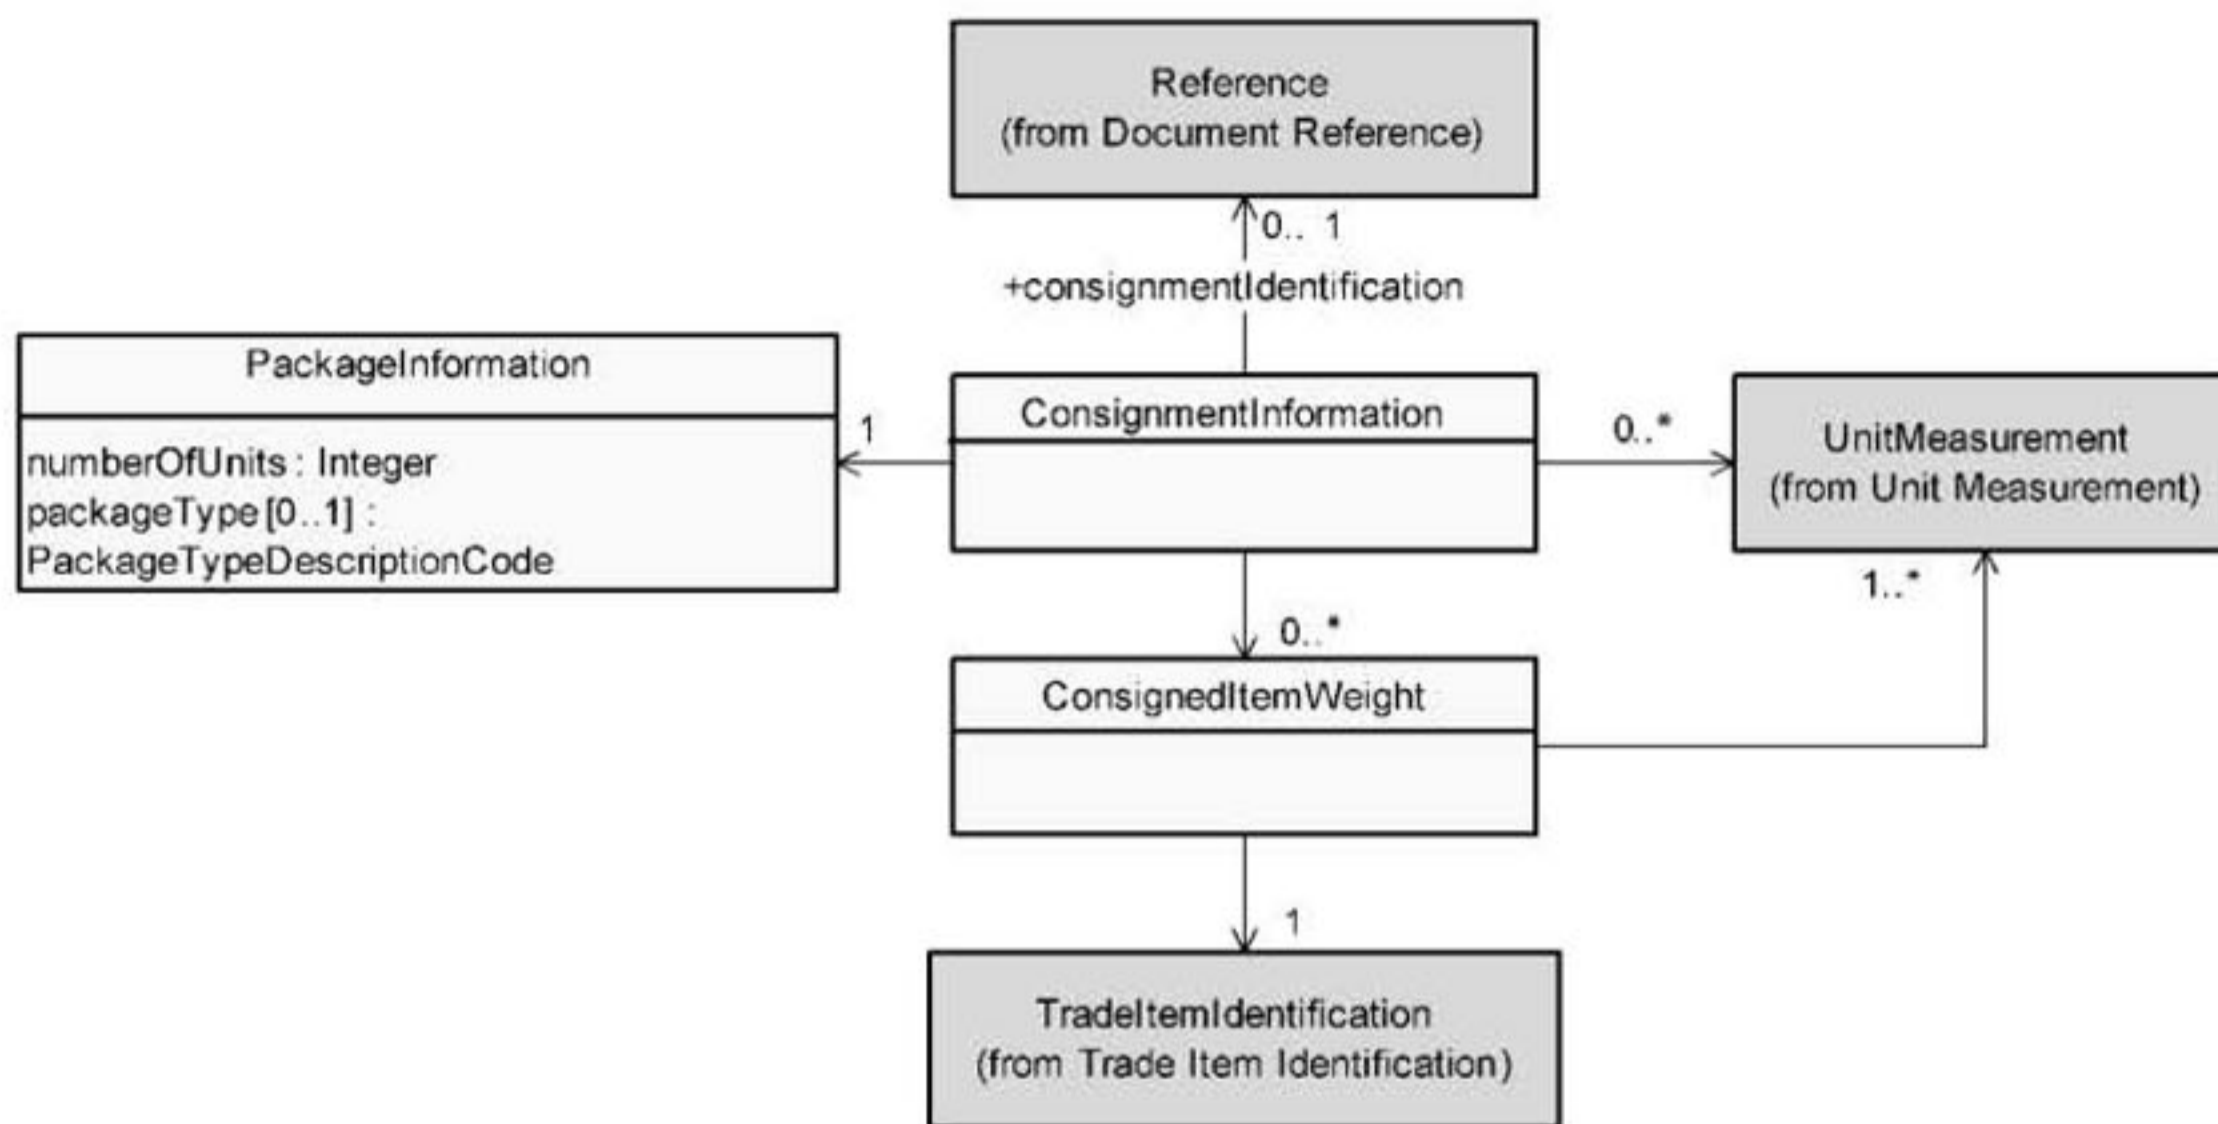 Reference
(from Document Reference)
0.. 1
+consignmentIdentification
PackageInformation
numberOfUnits : Integer
packageType [0..1] :
PackageTypeDescriptionCode
1
ConsignmentInformation
0..*
UnitMeasurement
(from Unit Measurement)
1..*
0..*
ConsignedItemWeight
1
TradeItemIdentification
(from Trade Item Identification)